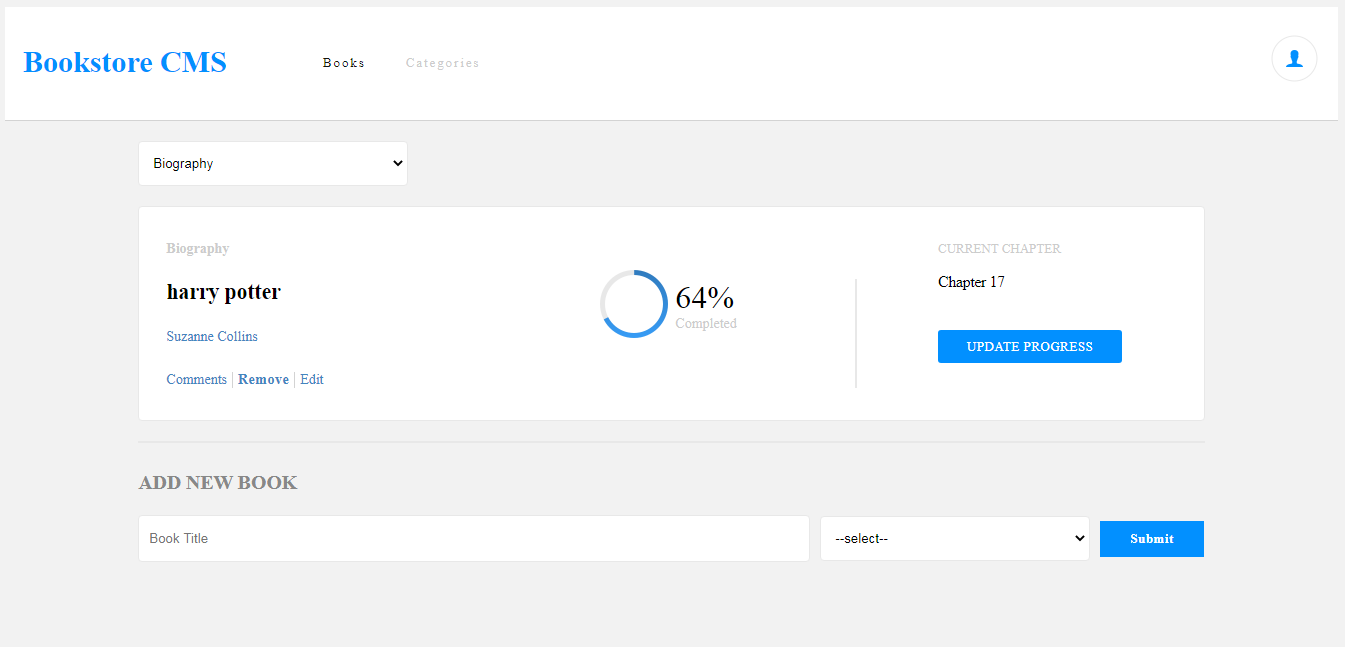 Bookstore CMS
Books
Categories
Biography
Biography
harry potter
Suzanne Collins
Comments Remove Edit
64%
Completed
CURRENT CHAPTER
Chapter 17
UPDATE PROGRESS
ADD NEW BOOK
Book Title
--select--
Submit